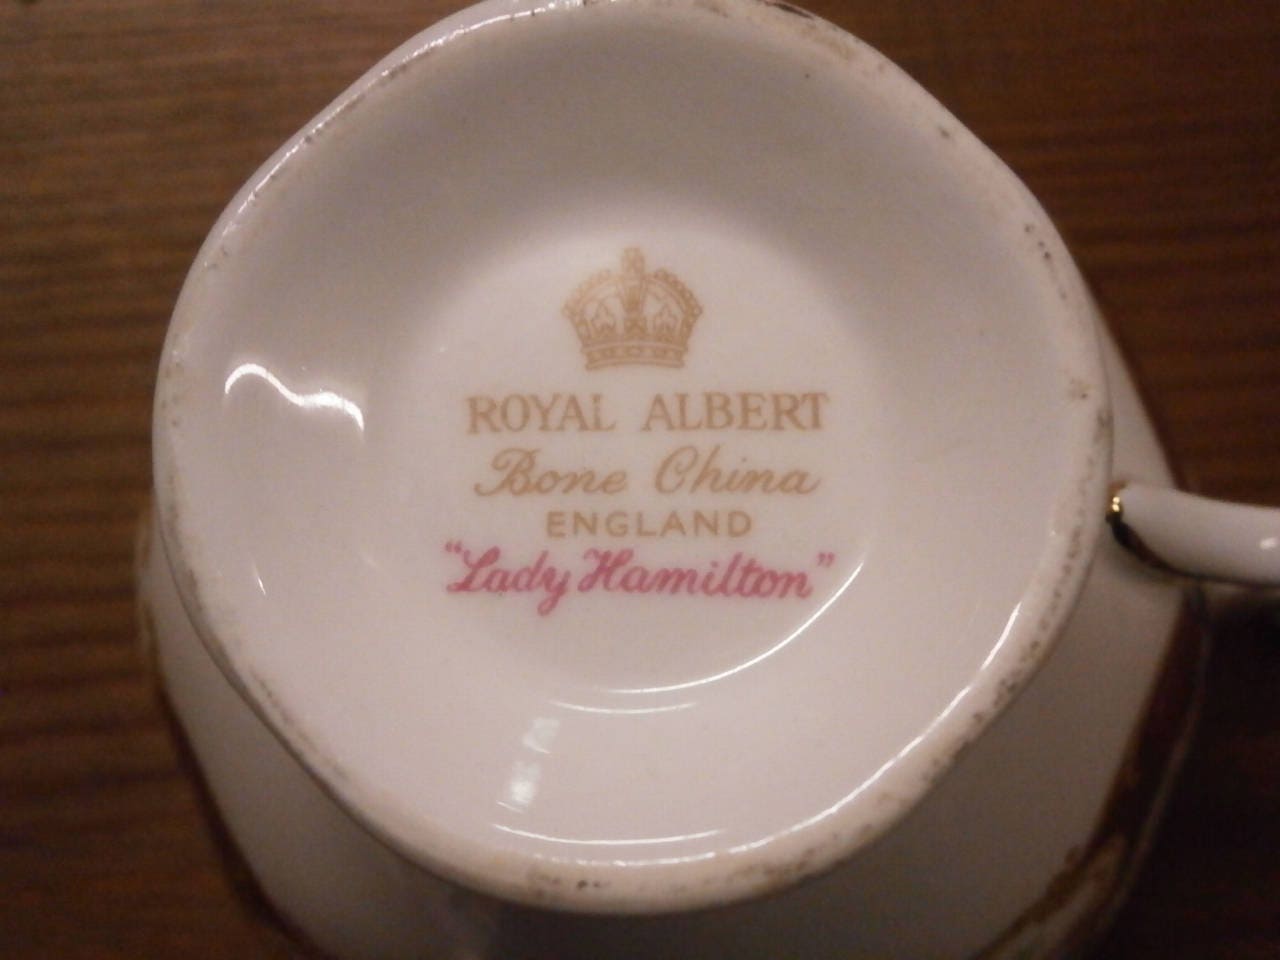 ROYAL ALBERT
Bone China
ENGLAND
"Lady Hamilton"